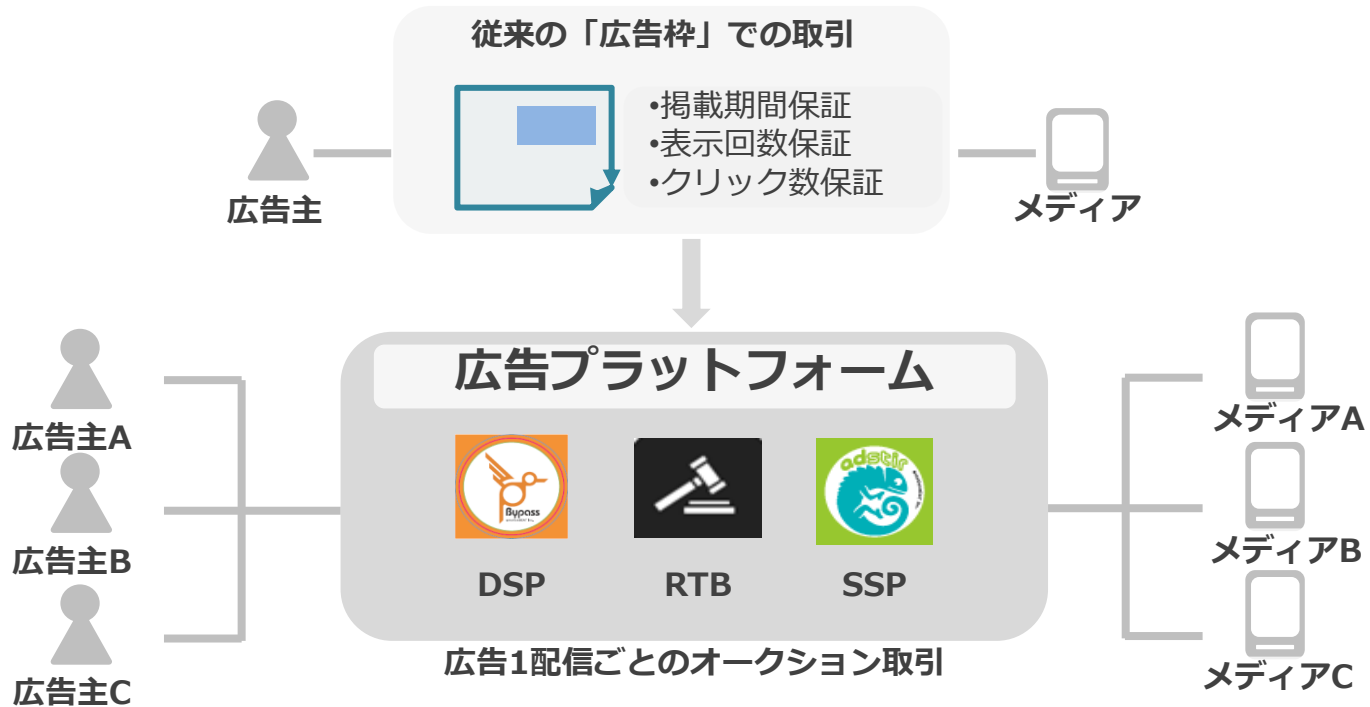 従来の「広告枠」での取引
•掲載期間保証
•表示回数保証
•クリック数保証
広告主
メディア
広告プラットフォーム
広告主A
広告主B
広告主C
Bypass
adstir
DSP
RTB
SSP
メディアA
メディアB
メディアC
広告1配信ごとのオークション取引